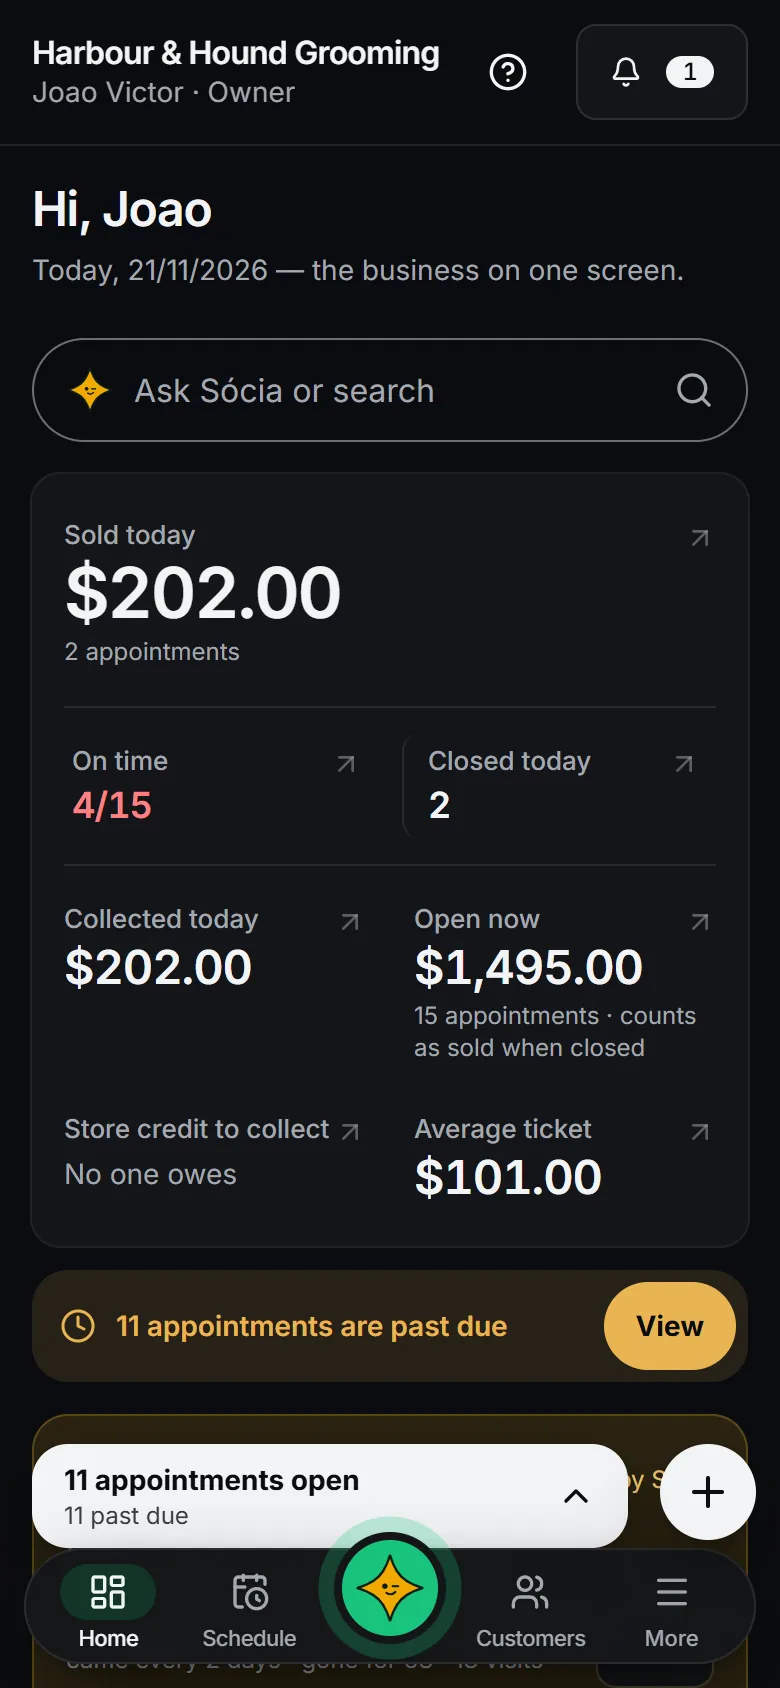 Harbour & Hound Grooming
Joao Victor · Owner
1
Hi, Joao
Today, 21/11/2026 — the business on one screen.
Ask Sócia or search
Sold today
$202.00
2 appointments
On time
4/15
Closed today
2
Collected today
$202.00
Open now
$1,495.00
15 appointments · counts
as sold when closed
Store credit to collect
No one owes
Average ticket
$101.00
11 appointments are past due
View
by
11 appointments open
11 past due
Home
Schedule
Customers
More